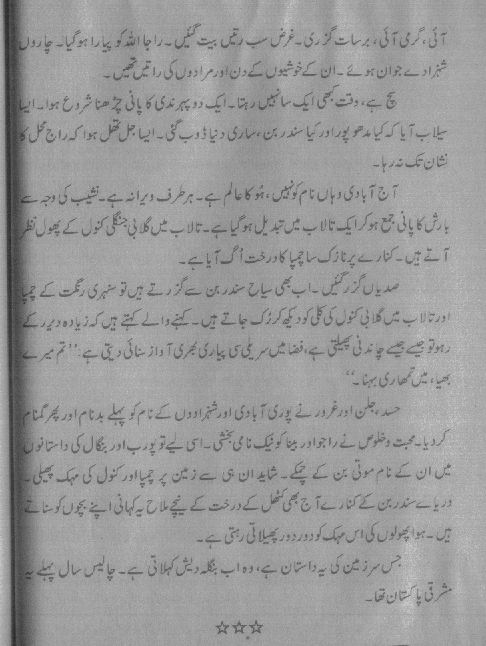 آئی، گرمی آئی، برسات گزری۔ غرض سب رتیں بیت گئیں۔ راجا اللہ کو پیارا ہوگیا۔ چاروں
شہزادے جوان ہوئے۔ ان کے خوشیوں کے دن اور مرادوں کی راتیں تھیں۔
سچ ہے، وقت کبھی ایک سا نہیں رہتا۔ ایک دوپہر ندی کا پانی چڑھنا شروع ہوا۔ ایسا
سیلاب آیا کہ کیا مدھو پور اور کیا سندر بن، ساری دنیا ڈوب گئی۔ ایسا جل تھل ہوا کہ راج محل کا
نشان تک نہ رہا۔
آج آبادی وہاں نام کو نہیں، ہُو کا عالم ہے۔ ہر طرف ویرانہ ہے۔ نشیب کی وجہ سے
بارش کا پانی جمع ہو کر ایک تالاب میں تبدیل ہوگیا ہے۔ تالاب میں گلابی جنگلی کنول کے پھول نظر
آتے ہیں۔ کنارے پر نازک سا چمپا کا درخت اُگ آیا ہے۔
صدیاں گزر گئیں۔ اب بھی سیاح سندر بن سے گزرتے ہیں تو سنہری رنگت کے چمپا
اور تالاب میں گلابی کنول کی کلی کو دیکھ کر رُک جاتے ہیں۔ کہنے والے کہتے ہیں کہ زیادہ دیر رکے
رہو تو جیسے جیسے چاندنی پھیلتی ہے، فضا میں سریلی سی پیاری بھری آواز سنائی دیتی ہے: ’’تم میرے
بھیا، میں تمھاری بہنا۔‘‘
حسد، جلن اور غرور نے پوری آبادی اور شہزادوں کے نام کو پہلے بدنام اور پھر گمنام
کر دیا۔ محبت و خلوص نے راجو اور بینا کو نیک نامی بخشی۔ اسی لیے تو پورب اور بنگال کی داستانوں
میں ان کے نام موتی بن کے چمکے۔ شاید ان ہی سے زمین پر چمپا اور کنول کی مہک پھیلی۔
دریاے سندر بن کے کنارے آج بھی کٹھل کے درخت کے نیچے ملاح یہ کہانی اپنے بچوں کو سناتے
ہیں۔ ہوا پھولوں کی اس مہک کو دور دور پھیلاتی رہتی ہے۔
جس سرزمین کی یہ داستان ہے، وہ اب بنگلہ دیش کہلاتی ہے۔ چالیس سال پہلے یہ
مشرقی پاکستان تھا۔
☆☆☆